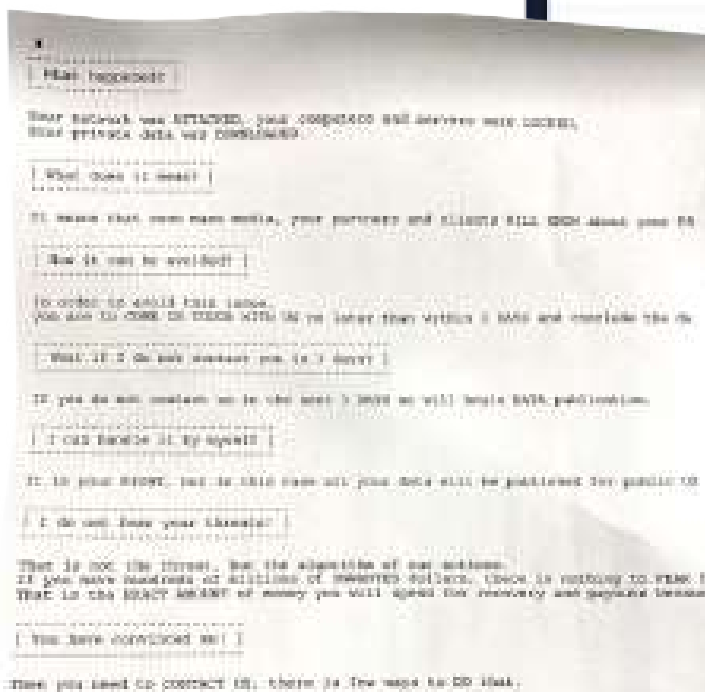 | What happened? |
Your network was ATTACKED, your computers and servers were LOCKED,
Your private data was DOWNLOADED.
| What does it mean? |
It means that soon mass media, your partners and clients WILL KNOW about your
| How it can be avoided? |
In order to avoid this issue,
you are to COME IN TOUCH WITH US no later than within 3 DAYS and conclude the da
| What if I do not contact you in 3 days? |
If you do not contact us in the next 3 DAYS we will begin DATA publication.
| I can handle it by myself |
It is your RIGHT, but in this case all your data will be published for public
| I do not fear your threats! |
That is not the threat, but the algorithm of our actions.
If you have hundreds of millions of UNWANTED dollars, there is nothing to FEAR
That is the EXACT AMOUNT of money you will spend for recovery and payouts because
| You have convinced me! |
Then you need to CONTACT US, there is few ways to DO that.